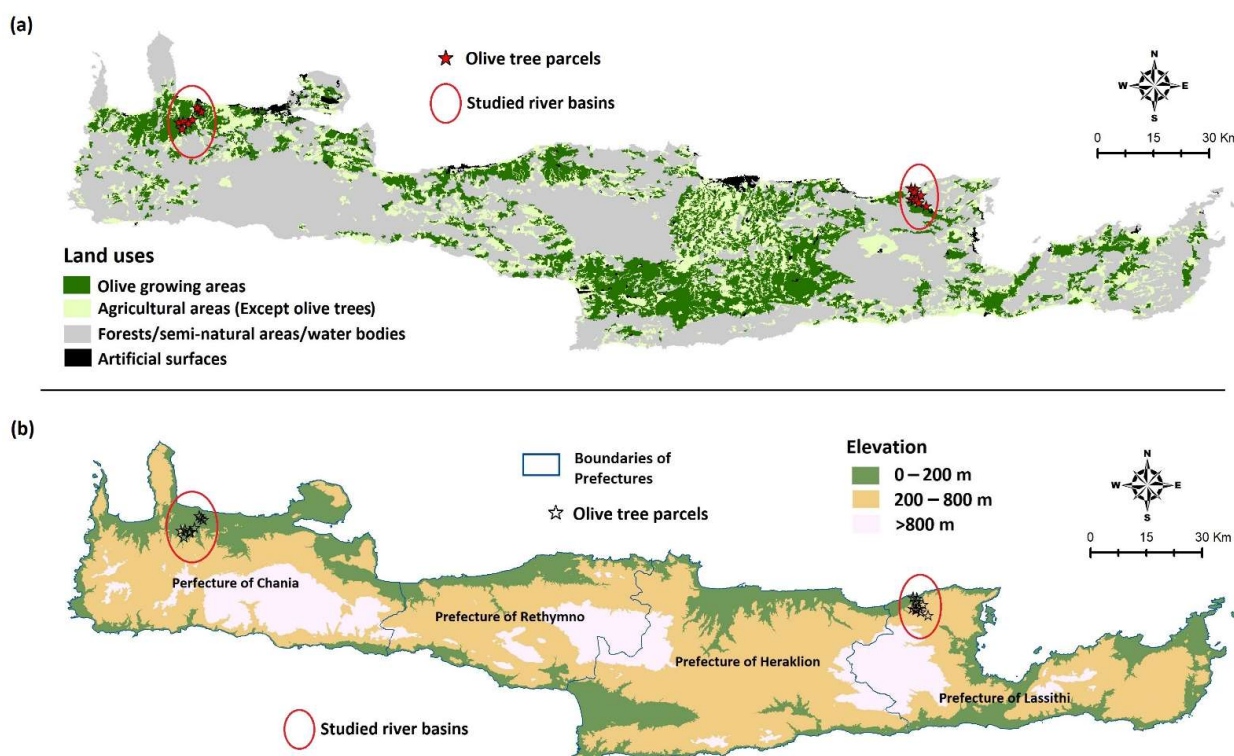 (a)
Olive tree parcels
Studied river basins
N
W E
S
0 15 30 Km
Land uses
Olive growing areas
Agricultural areas (Except olive trees)
Forests/semi-natural areas/water bodies
Artificial surfaces
(b)
Boundaries of
Prefectures
Olive tree parcels
Elevation
0 – 200 m
200 – 800 m
>800 m
N
W E
S
0 15 30 Km
Perfecture of Chania
Prefecture of Rethymno
Prefecture of Heraklion
Prefecture of Lassithi
Studied river basins